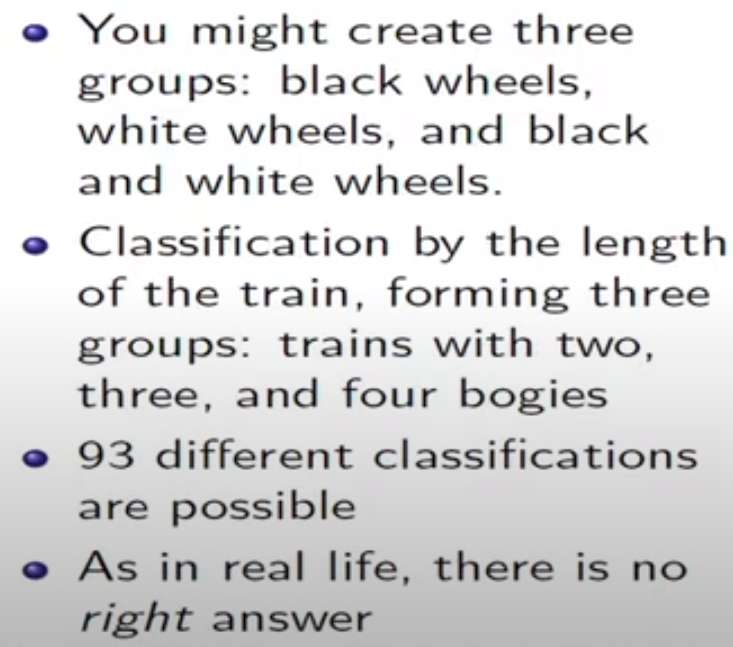 • You might create three
groups: black wheels,
white wheels, and black
and white wheels.
• Classification by the length
of the train, forming three
groups: trains with two,
three, and four bogies
• 93 different classifications
are possible
• As in real life, there is no
right answer